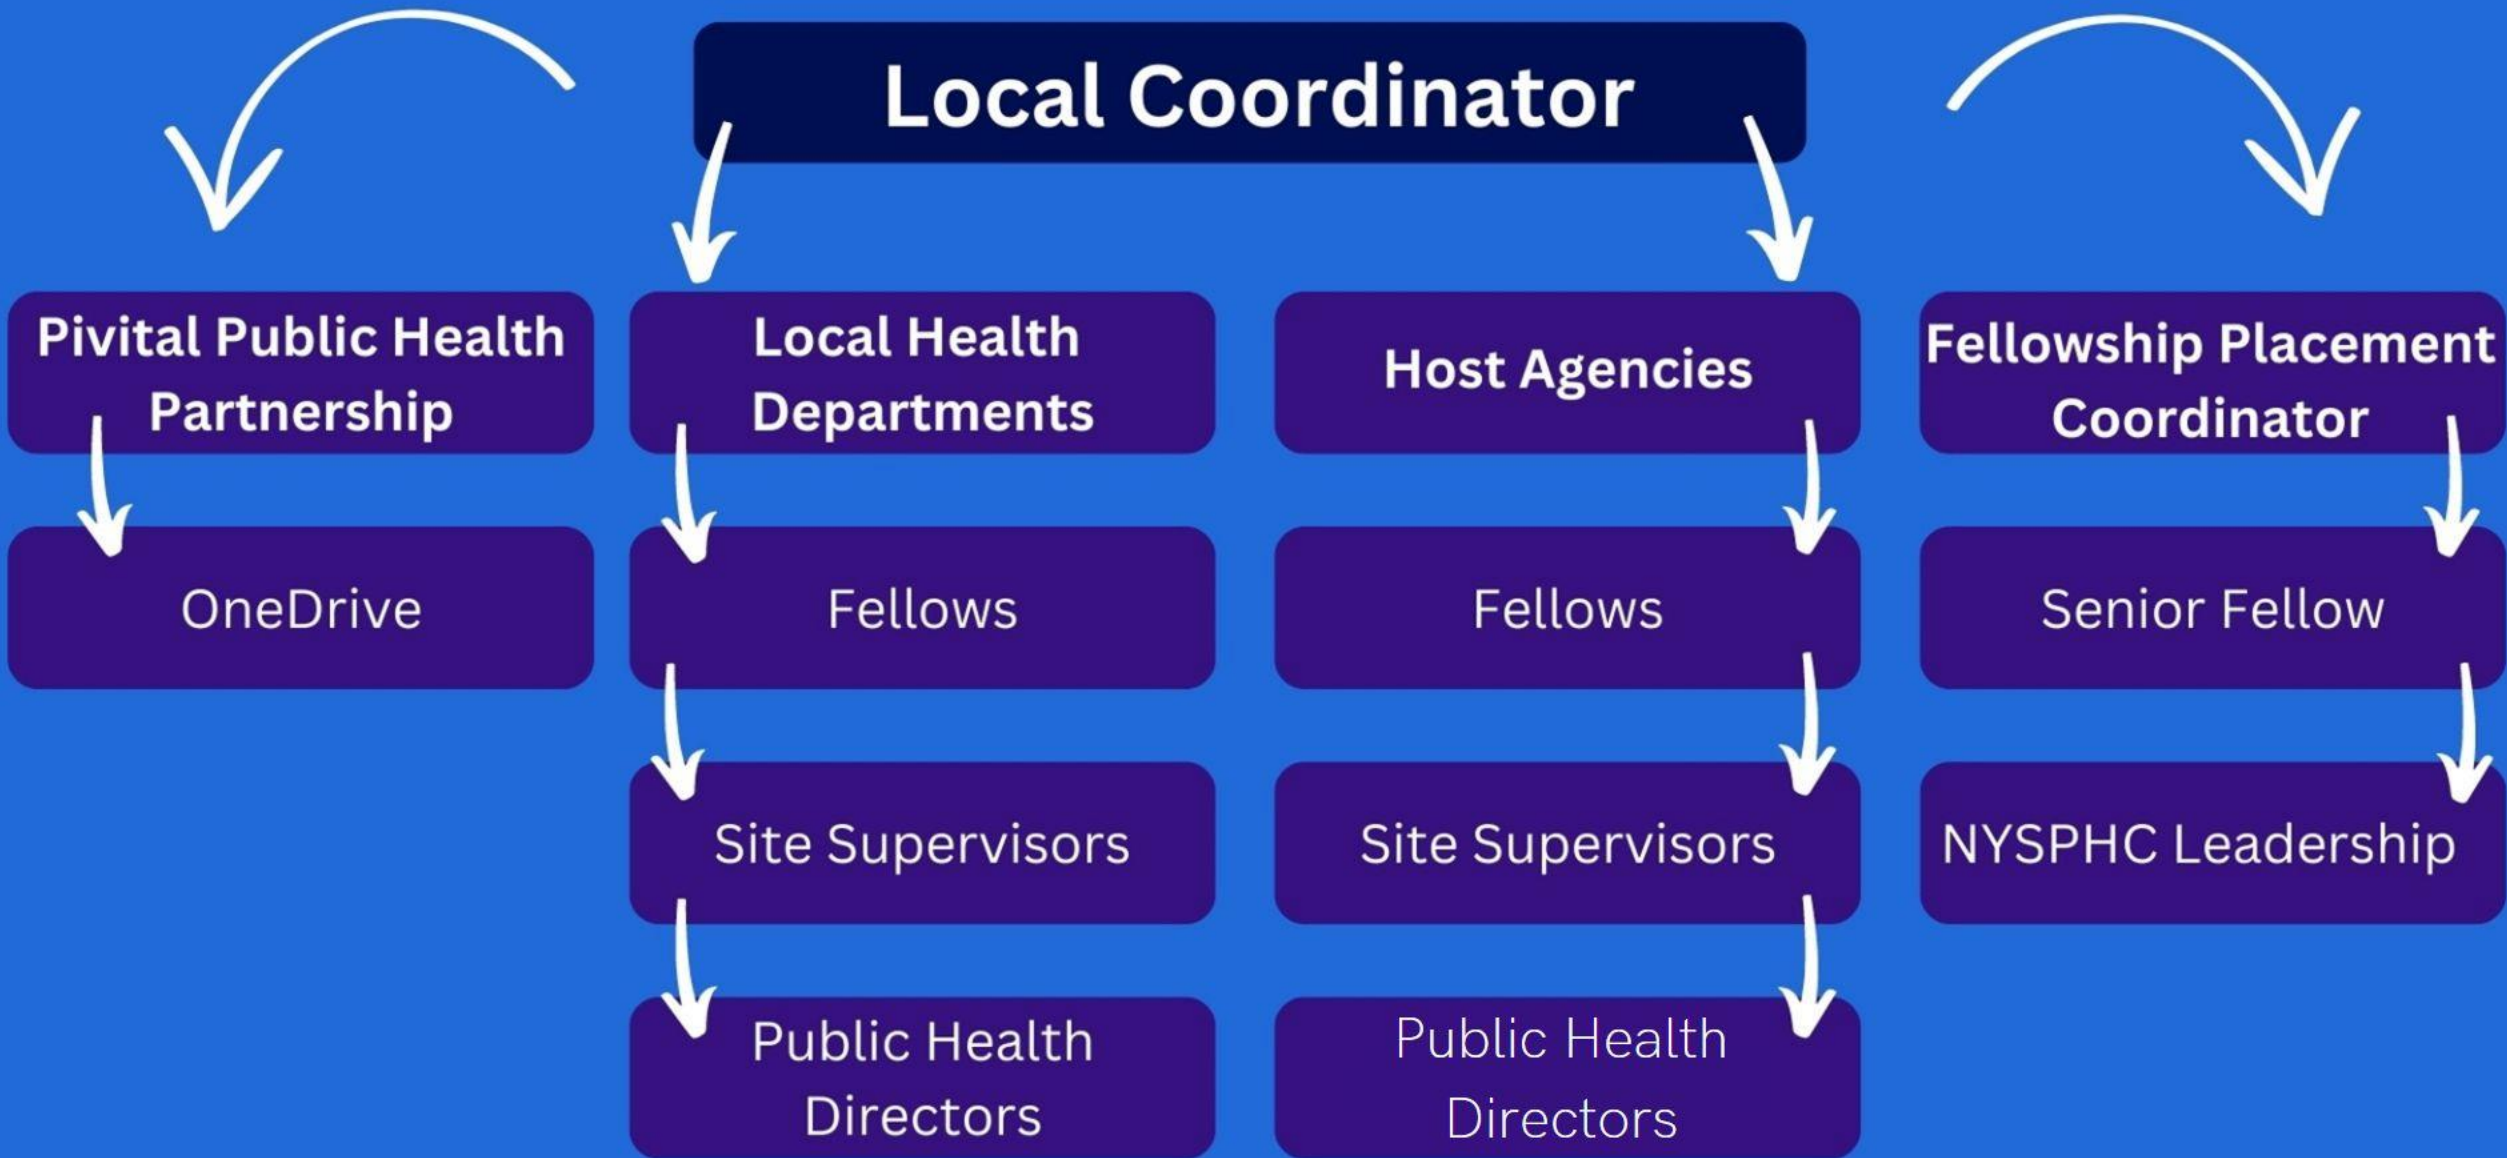 Local Coordinator
Pivital Public Health
Partnership
Local Health
Departments
Host Agencies
Fellowship Placement
Coordinator
OneDrive
Fellows
Fellows
Senior Fellow
Site Supervisors
Site Supervisors
NYSPHC Leadership
Public Health
Directors
Public Health
Directors